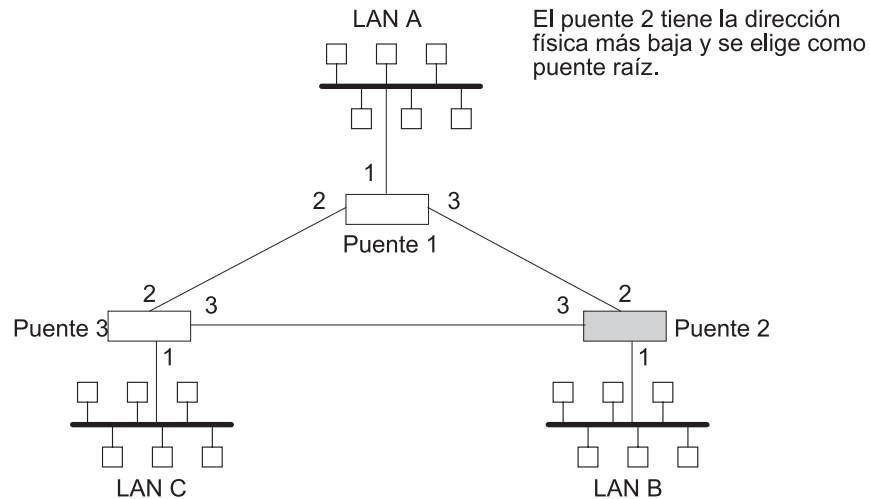 LAN A
El puente 2 tiene la dirección
física más baja y se elige como
puente raíz.
1
2
3
Puente 1
2
3
3
2
Puente 3
Puente 2
1
1
LAN C
LAN B